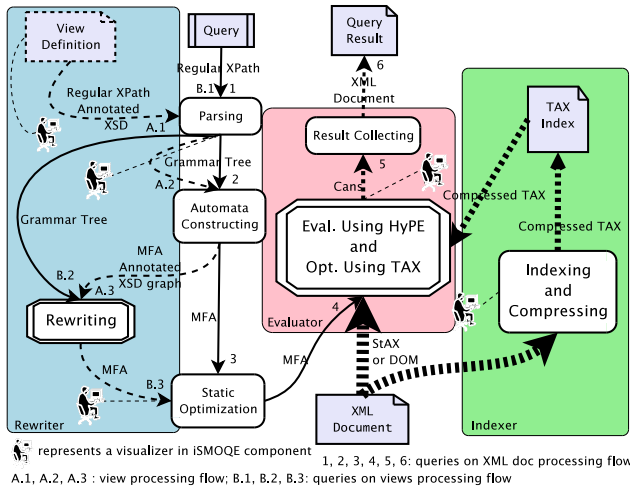 View
Definition
Query
Query
Result
Regular XPath
B.1
1
6
XML
Document
Regular XPath
Annotated
XSD
A.1
Parsing
Result Collecting
TAX
Index
Grammar Tree
A.2
2
5
Cans
Compressed TAX
Compressed TAX
Grammar Tree
Automata
Constructing
Eval. Using HyPE
and
Opt. Using TAX
MFA
Annotated
XSD graph
B.2
A.3
Indexing
and
Compressing
Rewriting
MFA
4
Evaluator
StAX
or DOM
MFA
3
MFA
B.3
Static
Optimization
XML
Document
Rewriter
Indexer
represents a visualizer in iSMOQE component
1, 2, 3, 4, 5, 6: queries on XML doc processing flow
A.1, A.2, A.3 : view processing flow; B.1, B.2, B.3: queries on views processing flow